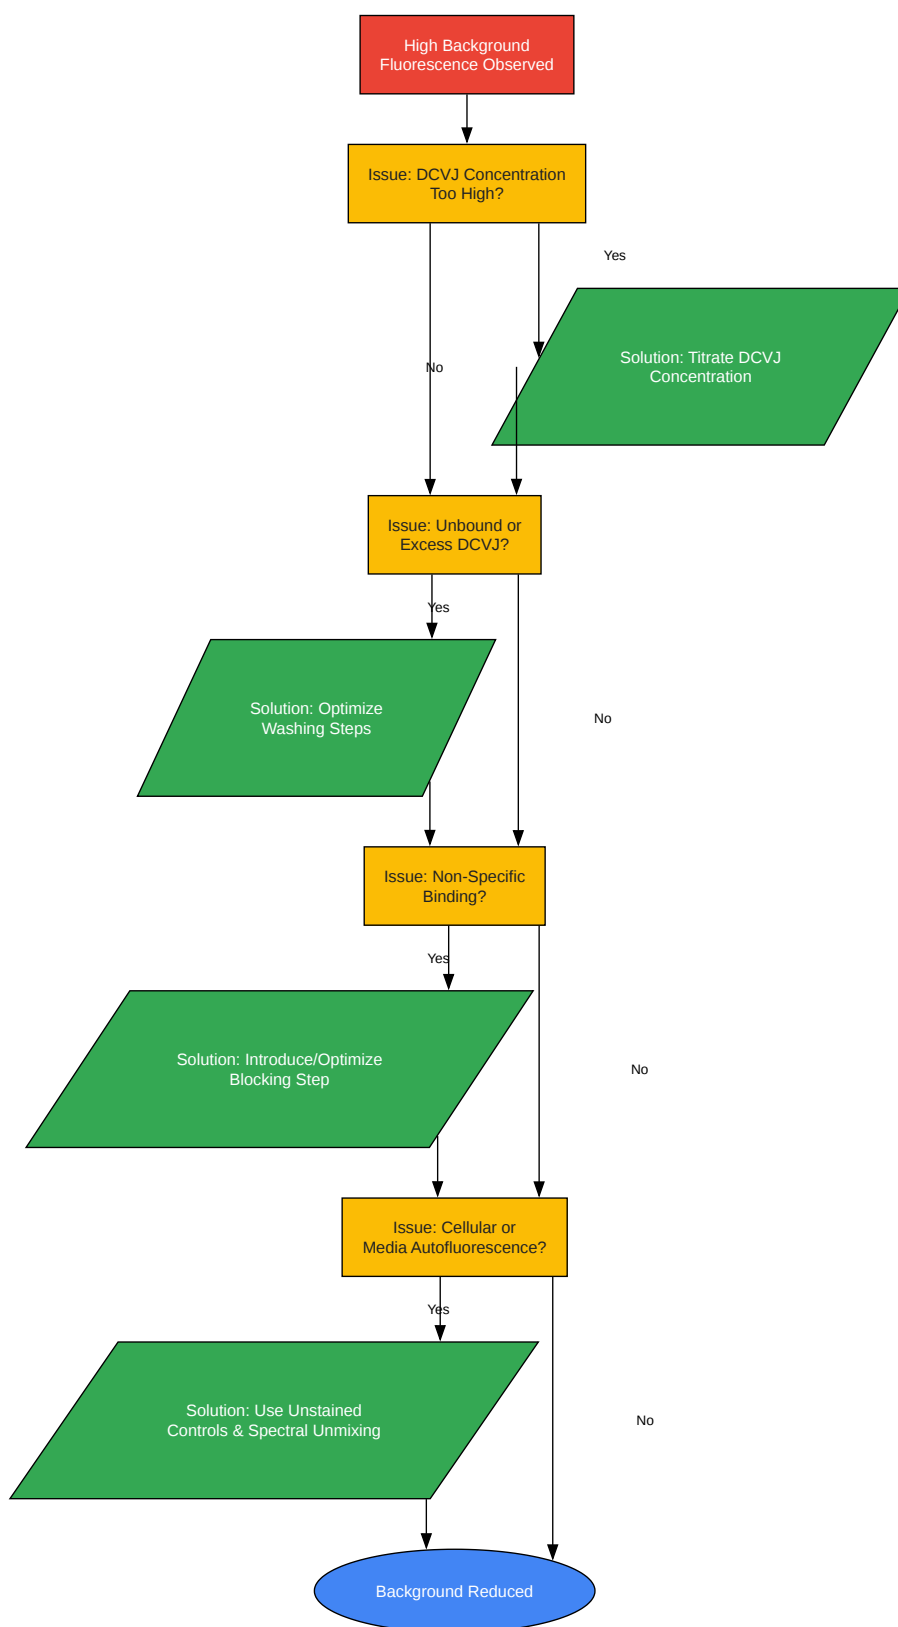 High Background
Fluorescence Observed
Issue: DCVJ Concentration
Too High?
Yes
Solution: Titrate DCVJ
Concentration
No
Issue: Unbound or
Excess DCVJ?
Yes
Solution: Optimize
Washing Steps
No
Issue: Non-Specific
Binding?
Yes
Solution: Introduce/Optimize
Blocking Step
No
Issue: Cellular or
Media Autofluorescence?
Yes
Solution: Use Unstained
Controls & Spectral Unmixing
No
Background Reduced